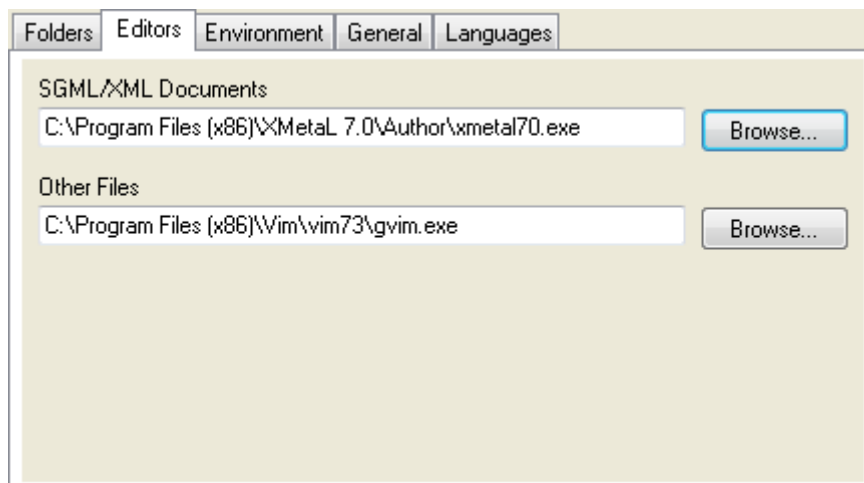 Folders Editors Environment General Languages
SGML/XML Documents
C:\Program Files (x86)\XMetaL 7.0\Author\xmetal70.exe Browse...
Other Files
C:\Program Files (x86)\Vim\vim73\gvim.exe Browse...